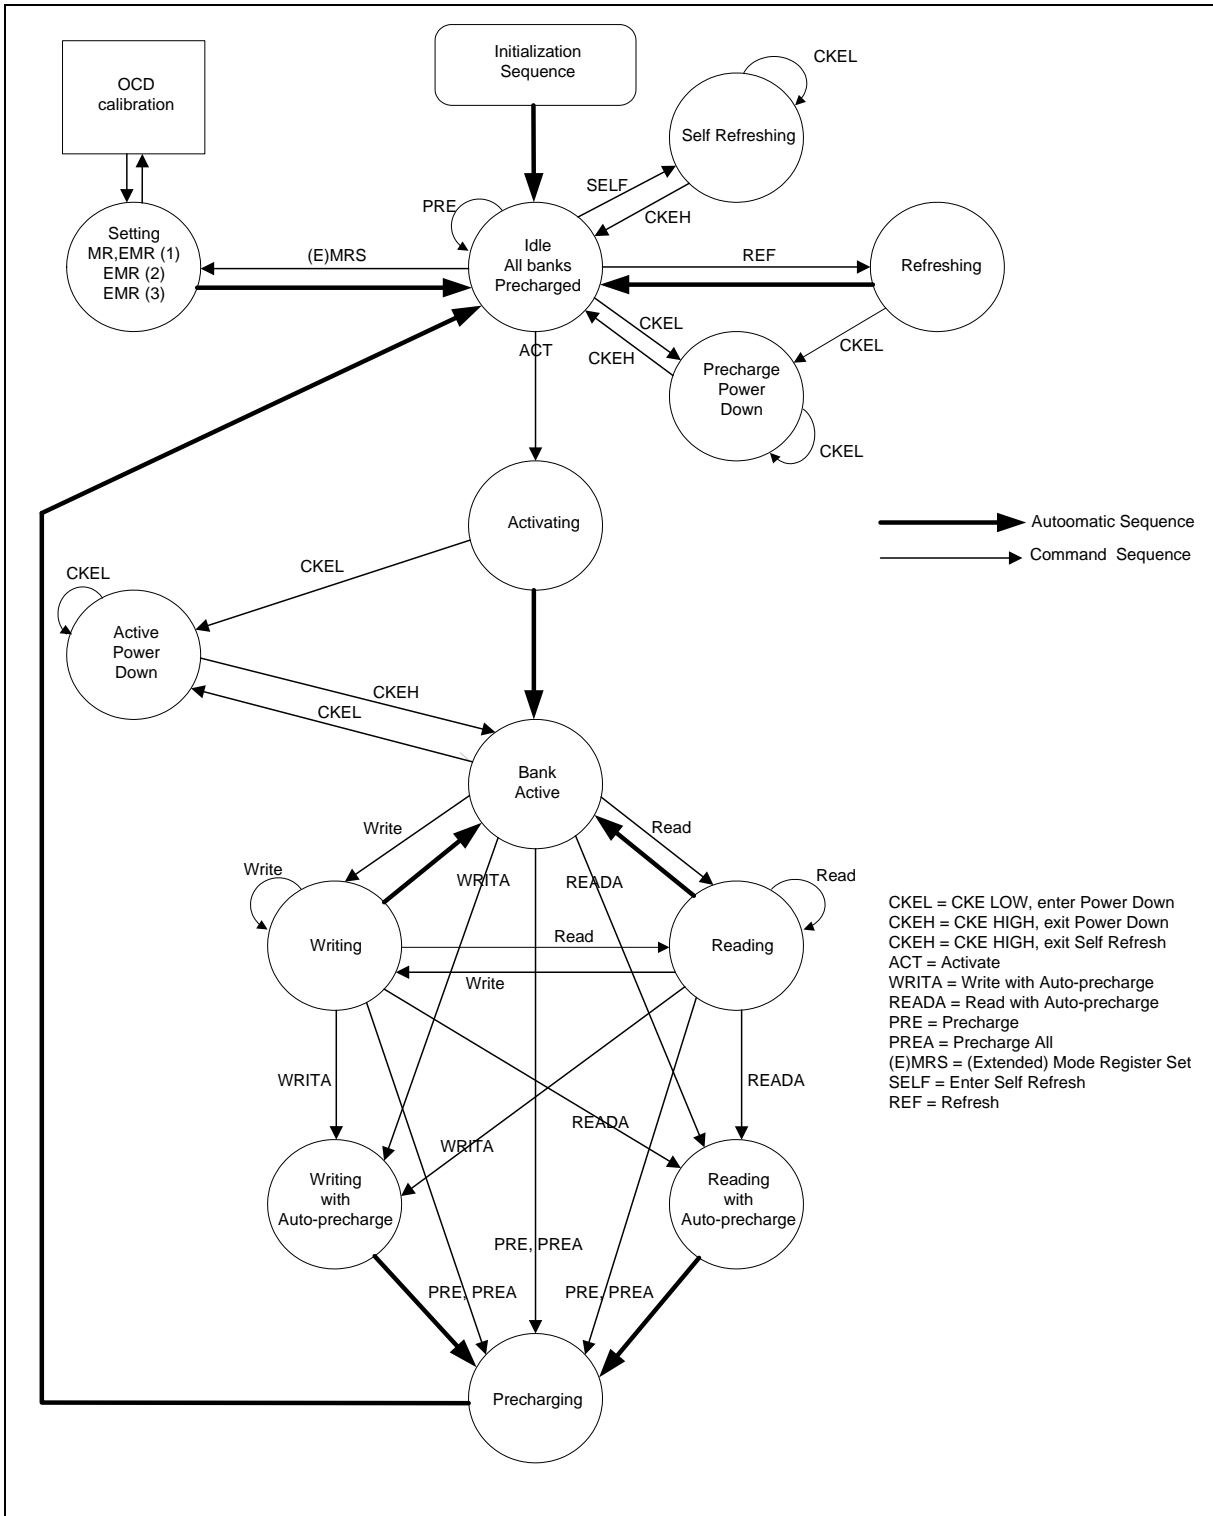 Initialization
Sequence
OCD
calibration
CKEL
Self Refreshing
SELF
CKEH
PRE
Setting
MR,EMR (1)
EMR (2)
EMR (3)
(E)MRS
Idle
All banks
Precharged
REF
Refreshing
CKEL
CKEH
ACT
CKEL
Precharge
Power
Down
CKEL
Activating
Autoomatic Sequence
Command Sequence
CKEL
CKEL
Active
Power
Down
CKEH
CKEL
Bank
Active
Write
Read
Write
WRITA
READA
Read
Writing
Read
Reading
Write
CKEL = CKE LOW, enter Power Down
CKEH = CKE HIGH, exit Power Down
CKEH = CKE HIGH, exit Self Refresh
ACT = Activate
WRITA = Write with Auto-precharge
READA = Read with Auto-precharge
PRE = Precharge
PREA = Precharge All
(E)MRS = (Extended) Mode Register Set
SELF = Enter Self Refresh
REF = Refresh
WRITA
READA
READA
WRITA
Writing
with
Auto-precharge
Reading
with
Auto-precharge
PRE, PREA
PRE, PREA
PRE, PREA
Precharging